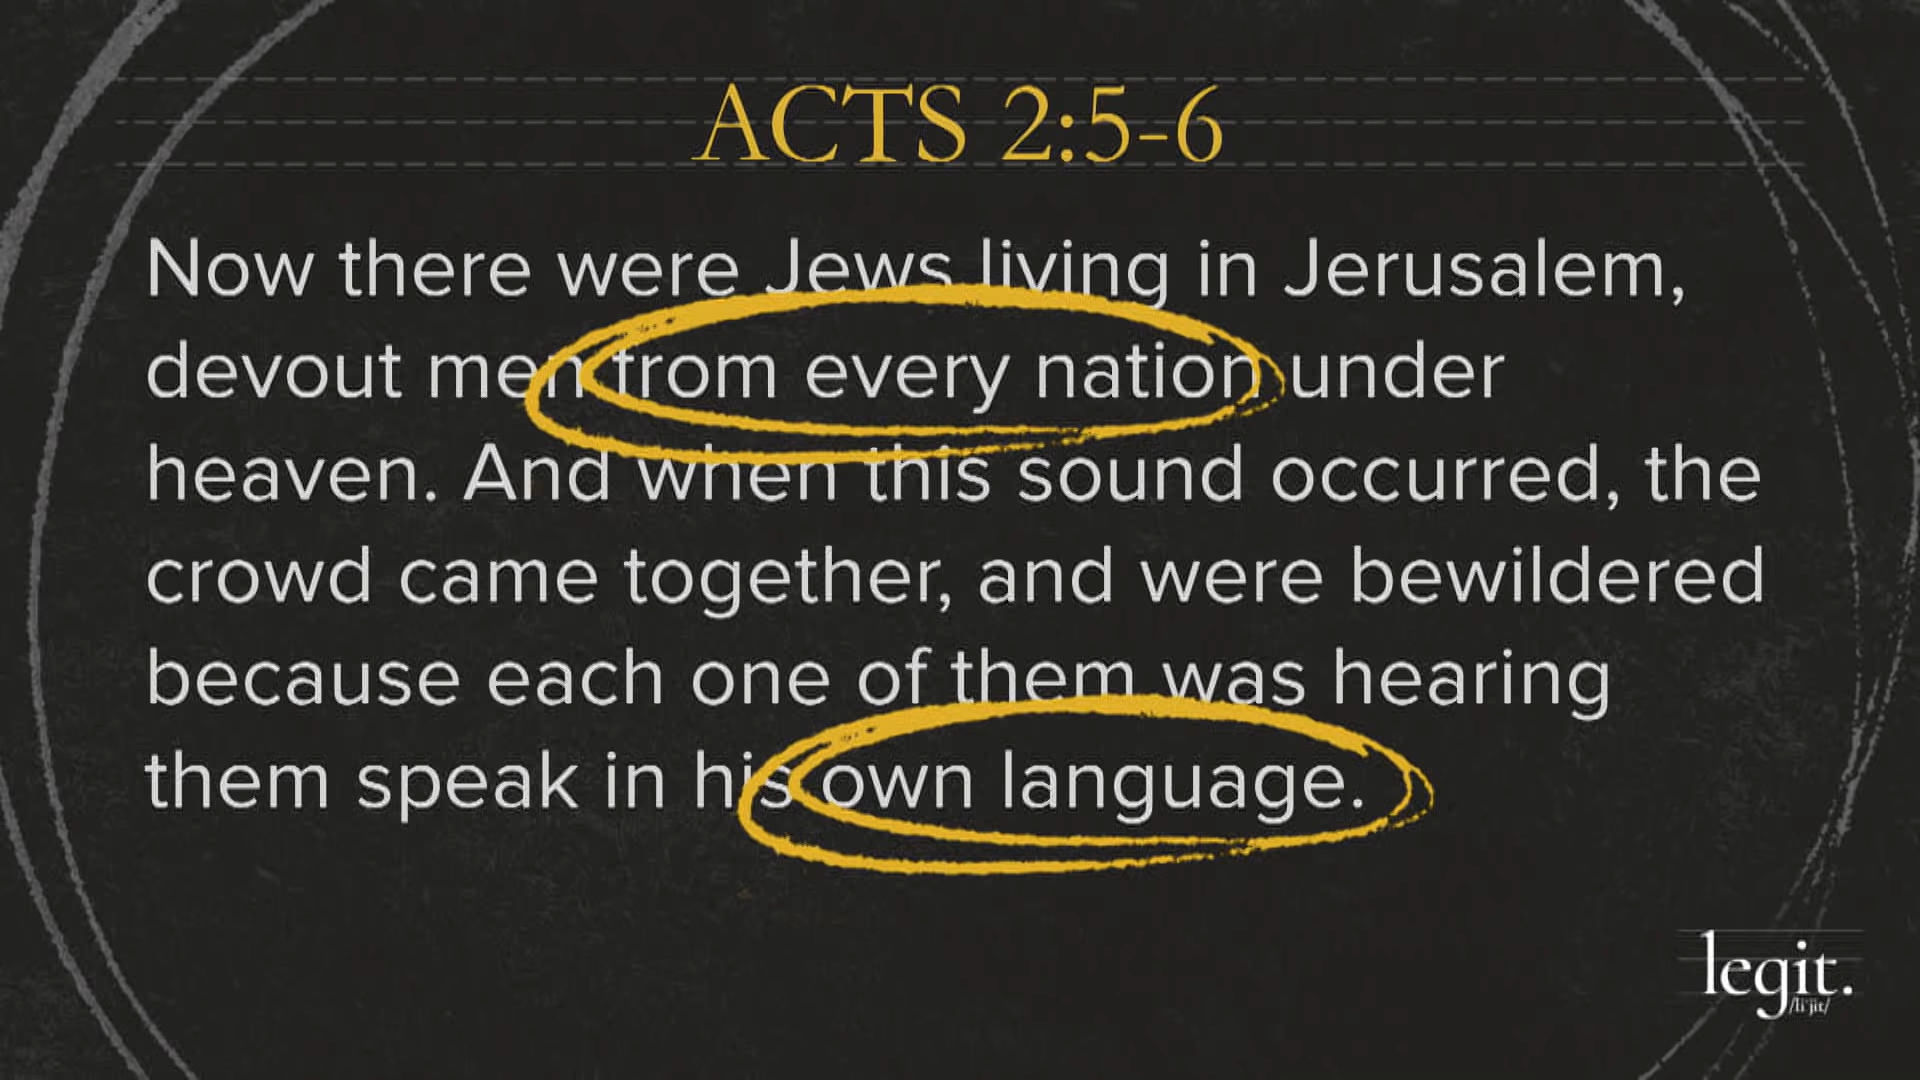 ACTS 2:5-6
Now there were Jews living in Jerusalem,
devout men from every nation under
heaven. And when this sound occurred, the
crowd came together, and were bewildered
because each one of them was hearing
them speak in his own language.
legit.
/li'jit/